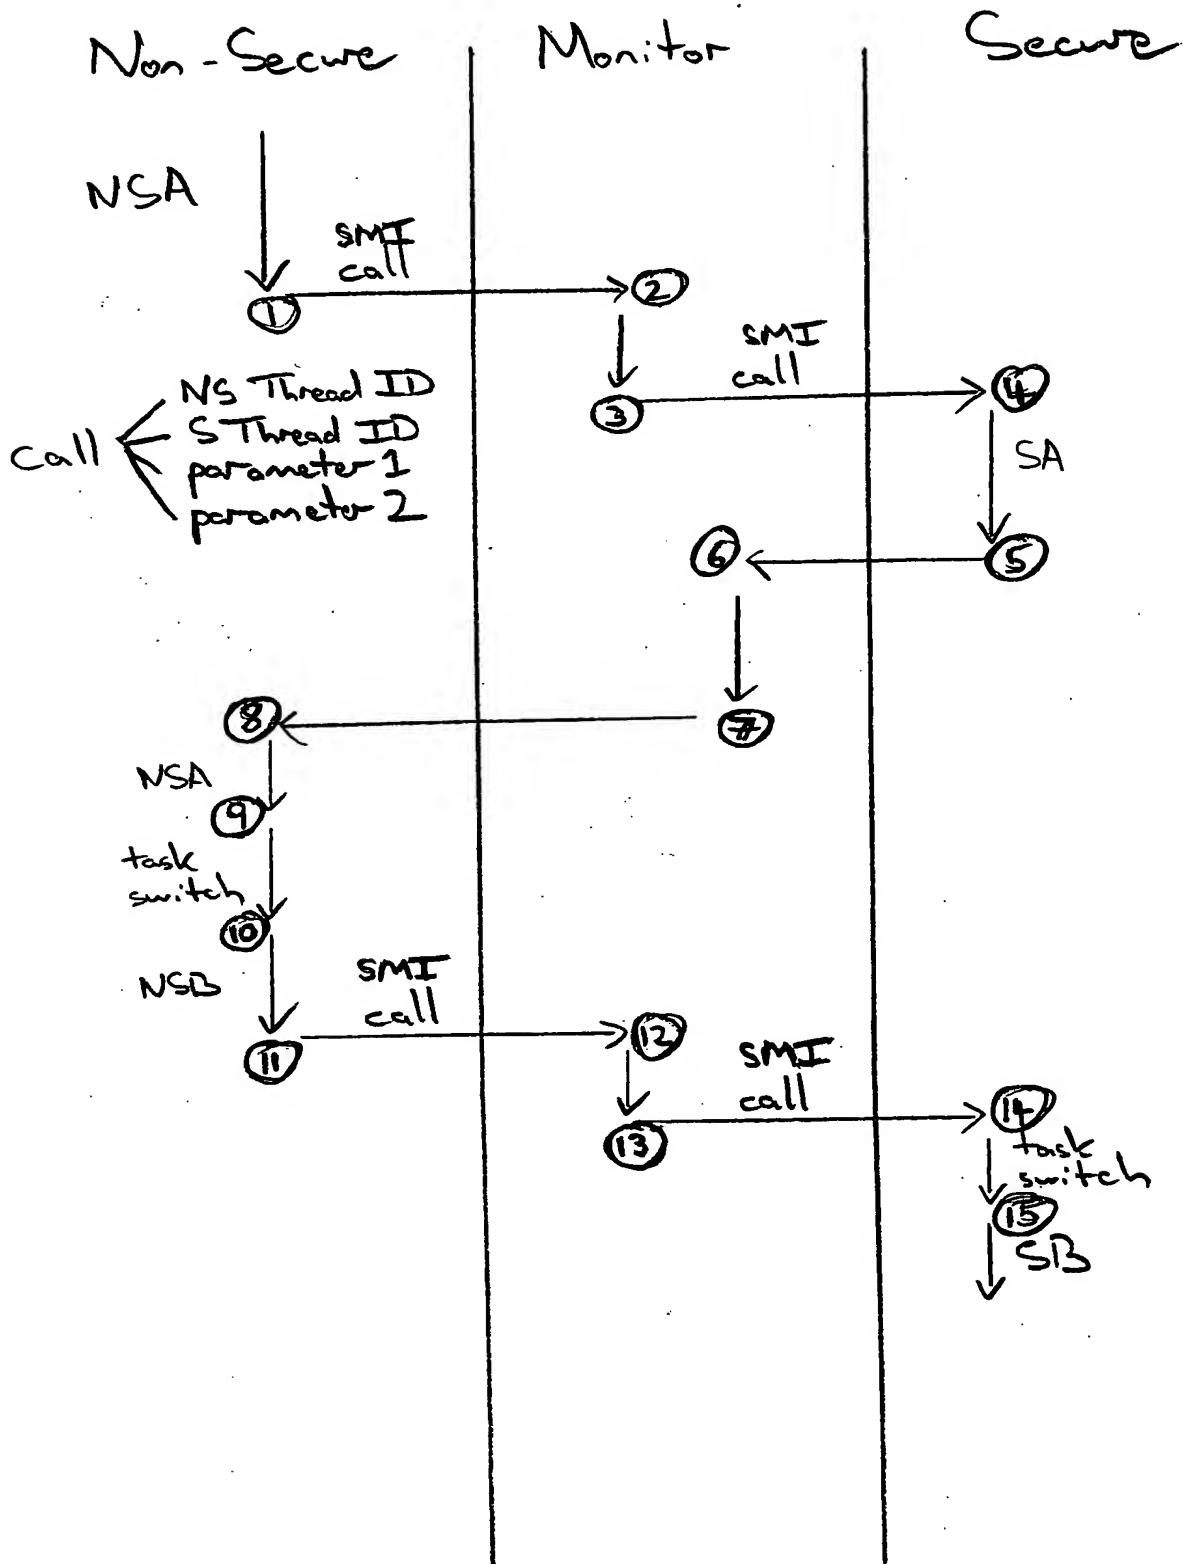 Non-Secure
Monitor
Secure
NSA
SMI
call
1
2
SMI
call
3
4
call
NS Thread ID
S Thread ID
parameter 1
parameter 2
SA
6
5
8
7
NSA
9
task
switch
10
NSB
SMI
call
11
12
SMI
call
13
14
task
switch
15
SB